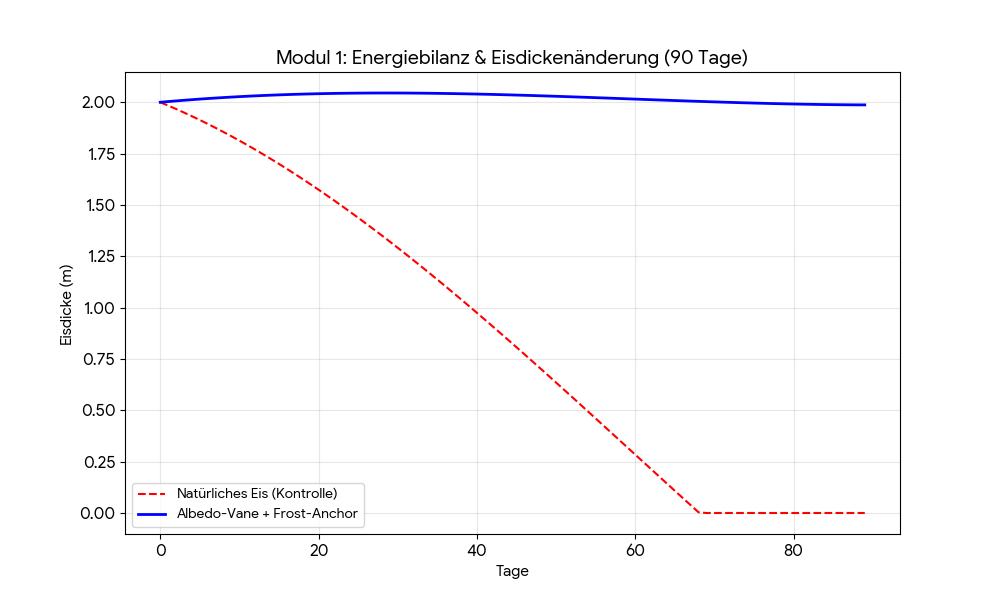 Modul 1: Energiebilanz & Eisdickenänderung (90 Tage)
Eisdicke (m)
2.00
1.75
1.50
1.25
1.00
0.75
0.50
0.25
0.00
Natürliches Eis (Kontrolle)
Albedo-Vane + Frost-Anchor
0 20 40 60 80
Tage